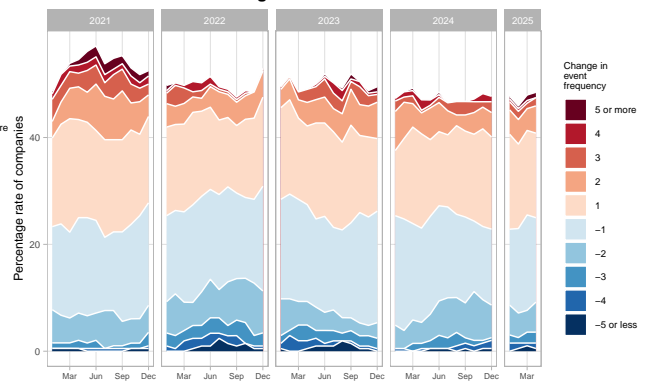 2021 2022 2023 2024 2025
Change in
event
frequency
5 or more
4
3
2
1
−1
−2
−3
−4
−5 or less
Percentage rate of companies
40
20
0
Mar Jun Sep Dec Mar Jun Sep Dec Mar Jun Sep Dec Mar Jun Sep Dec Mar